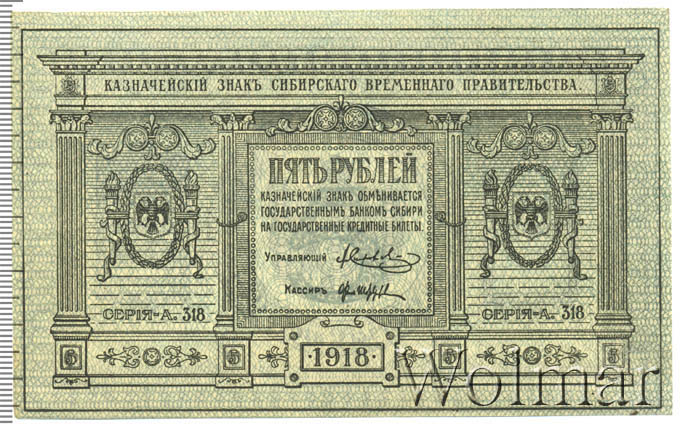 КАЗНАЧЕЙСКІЙ ЗНАКЪ СИБИРСКАГО ВРЕМЕННАГО ПРАВИТЕЛЬСТВА.
ПЯТЬ РУБЛЕЙ
КАЗНАЧЕЙСКІЙ ЗНАКЪ ОБМѢНИВАЕТСЯ
ГОСУДАРСТВЕННЫМЪ БАНКОМЪ СИБИРИ
НА ГОСУДАРСТВЕННЫЕ КРЕДИТНЫЕ БИЛЕТЫ.
УПРАВЛЯЮЩІЙ
КАССИРЪ
СЕРІЯ-А. 318
СЕРІЯ-А. 318
5 5 5 5
·1918·
Wolmar